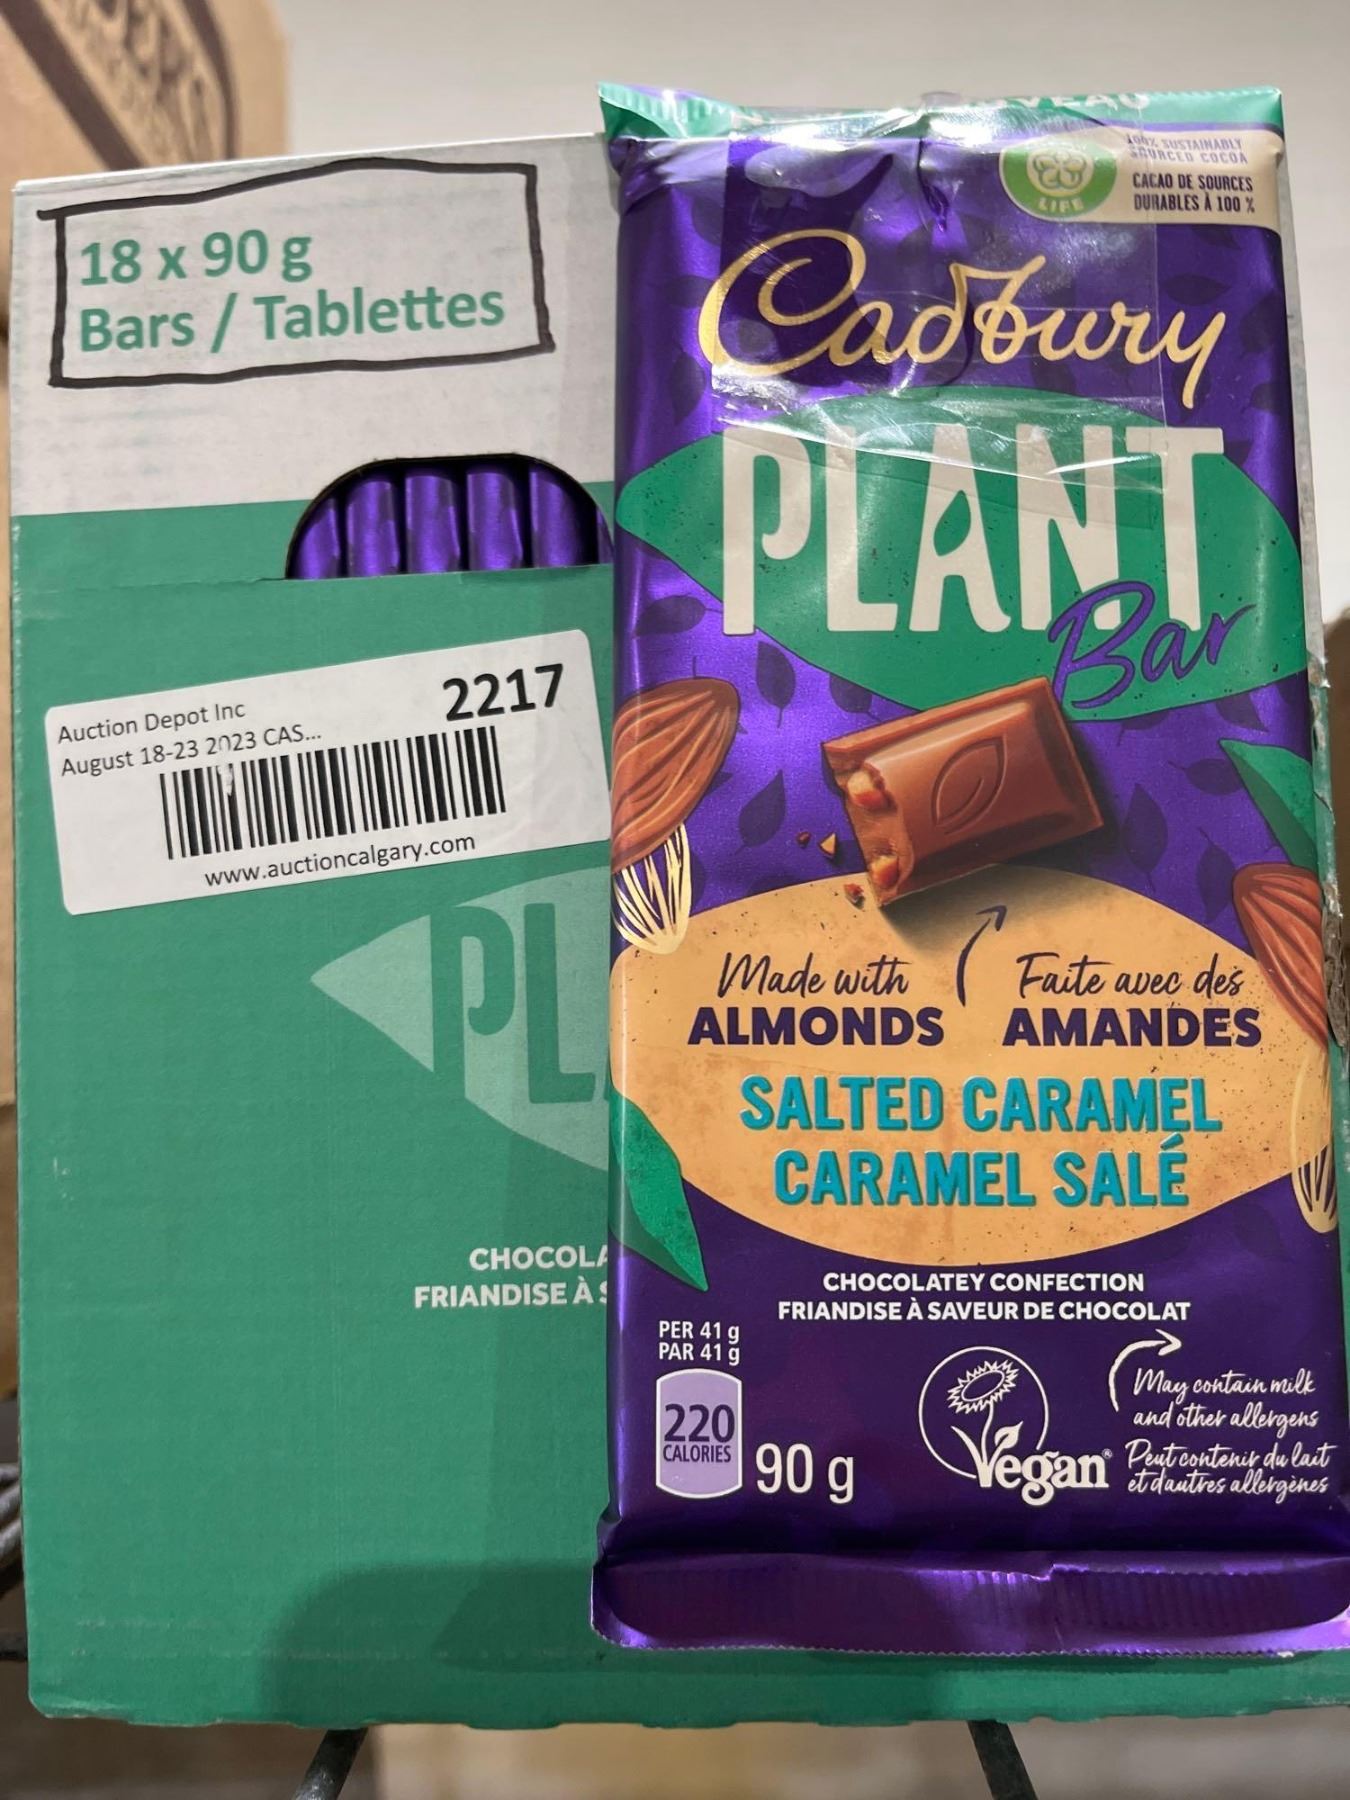 18 x 90 g
Bars / Tablettes
Auction Depot Inc
2217
August 18-23 2023 CAS...
www.auctioncalgary.com
PL
CHOCOLA
FRIANDISE À S
100% SUSTAINABLY
SOURCED COCOA
CACAO DE SOURCES
DURABLES À 100 %
LIFE
Cadbury
PLANT
Bar
Made with
ALMONDS
Faite avec des
AMANDES
SALTED CARAMEL
CARAMEL SALÉ
CHOCOLATEY CONFECTION
FRIANDISE À SAVEUR DE CHOCOLAT
PER 41 g
PAR 41 g
220
CALORIES
90 g
Vegan®
May contain milk
and other allergens
Peut contenir du lait
et d'autres allergènes